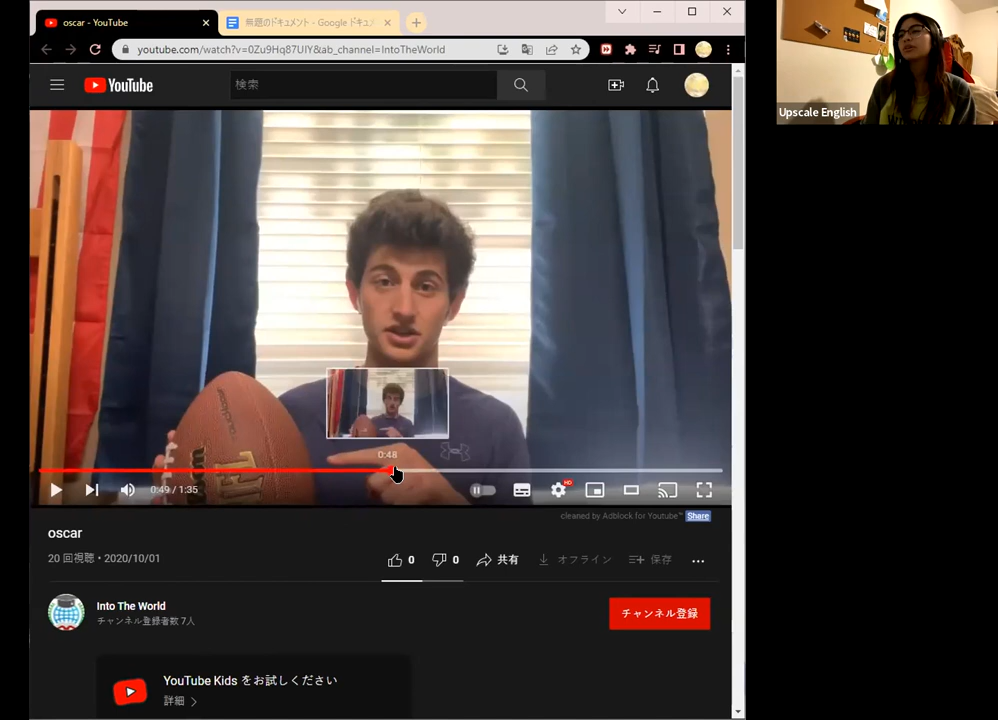 oscar - YouTube
無題のドキュメント - Google ドキュメ
youtube.com/watch?v=0Zu9Hq87UIY&ab_channel=IntoTheWorld
YouTube
検索
Upscale English
0:48
0:49 / 1:35
HD
cleaned by Adblock for Youtube™ Share
oscar
20 回視聴・2020/10/01
0
0
共有
オフライン
保存
Into The World
チャンネル登録者数 7人
チャンネル登録
YouTube Kids をお試しください
詳細